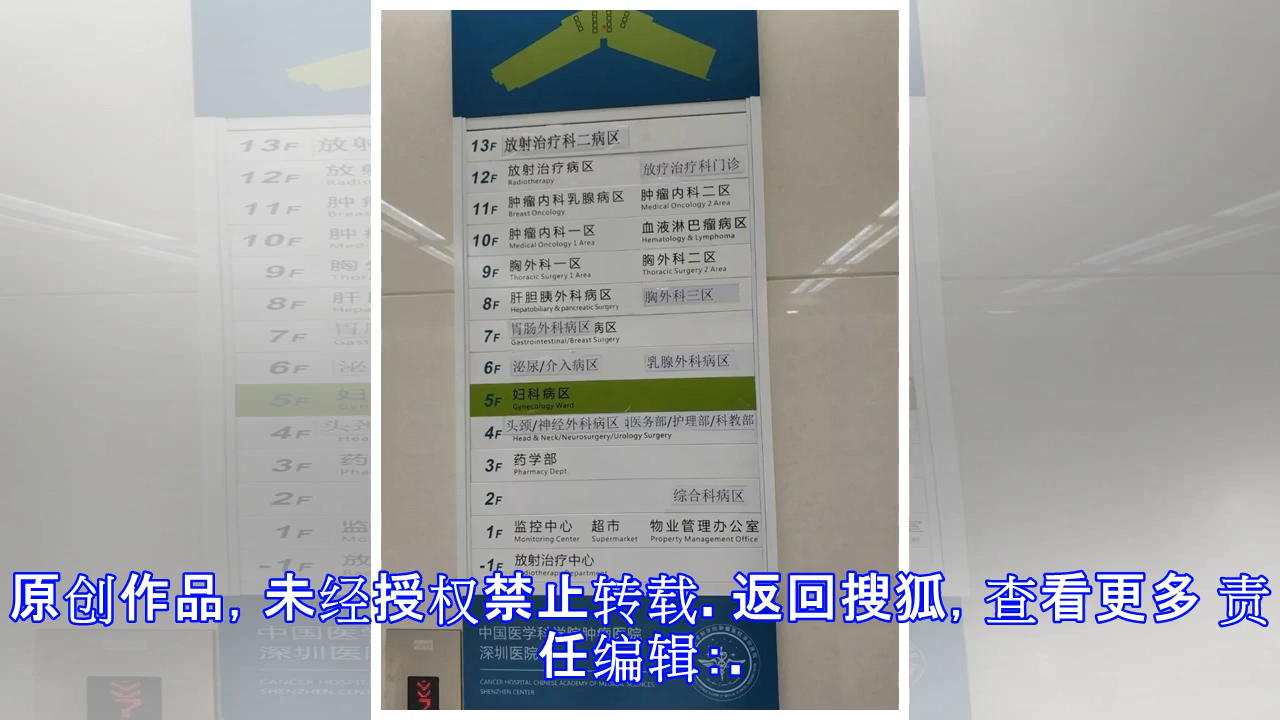 13F 放射治疗科二病区
12F 放射治疗病区 放疗治疗科门诊
Radiotherapy
11F 肿瘤内科乳腺病区 肿瘤内科二区
Breast Oncology Medical Oncology 2 Area
10F 肿瘤内科一区 血液淋巴瘤病区
Medical Oncology 1 Area Hematology & Lymphoma
9F 胸外科一区 胸外科二区
Thoracic Surgery 1 Area Thoracic Surgery 2 Area
8F 肝胆胰外科病区 胸外科三区
Hepatobiliary & pancreatic Surgery
7F 胃肠外科病区 病区
Gastrointestinal/Breast Surgery
6F 泌尿/介入病区 乳腺外科病区
5F 妇科病区
Gynecology Ward
4F 头颈/神经外科病区 医务部/护理部/科教部
Head & Neck/Neurosurgery/Urology Surgery
3F 药学部
Pharmacy Dept.
2F 综合科病区
1F 监控中心 超市 物业管理办公室
Monitoring Center Supermarket Property Management Office
-1F 放射治疗中心
Radiotherapy Department
原创作品, 未经授权禁止转载. 返回搜狐, 查看更多 责
任编辑:.
中国医学科学院肿瘤医院
深圳医院
CANCER HOSPITAL CHINESE ACADEMY OF MEDICAL SCIENCES,
SHENZHEN CENTER